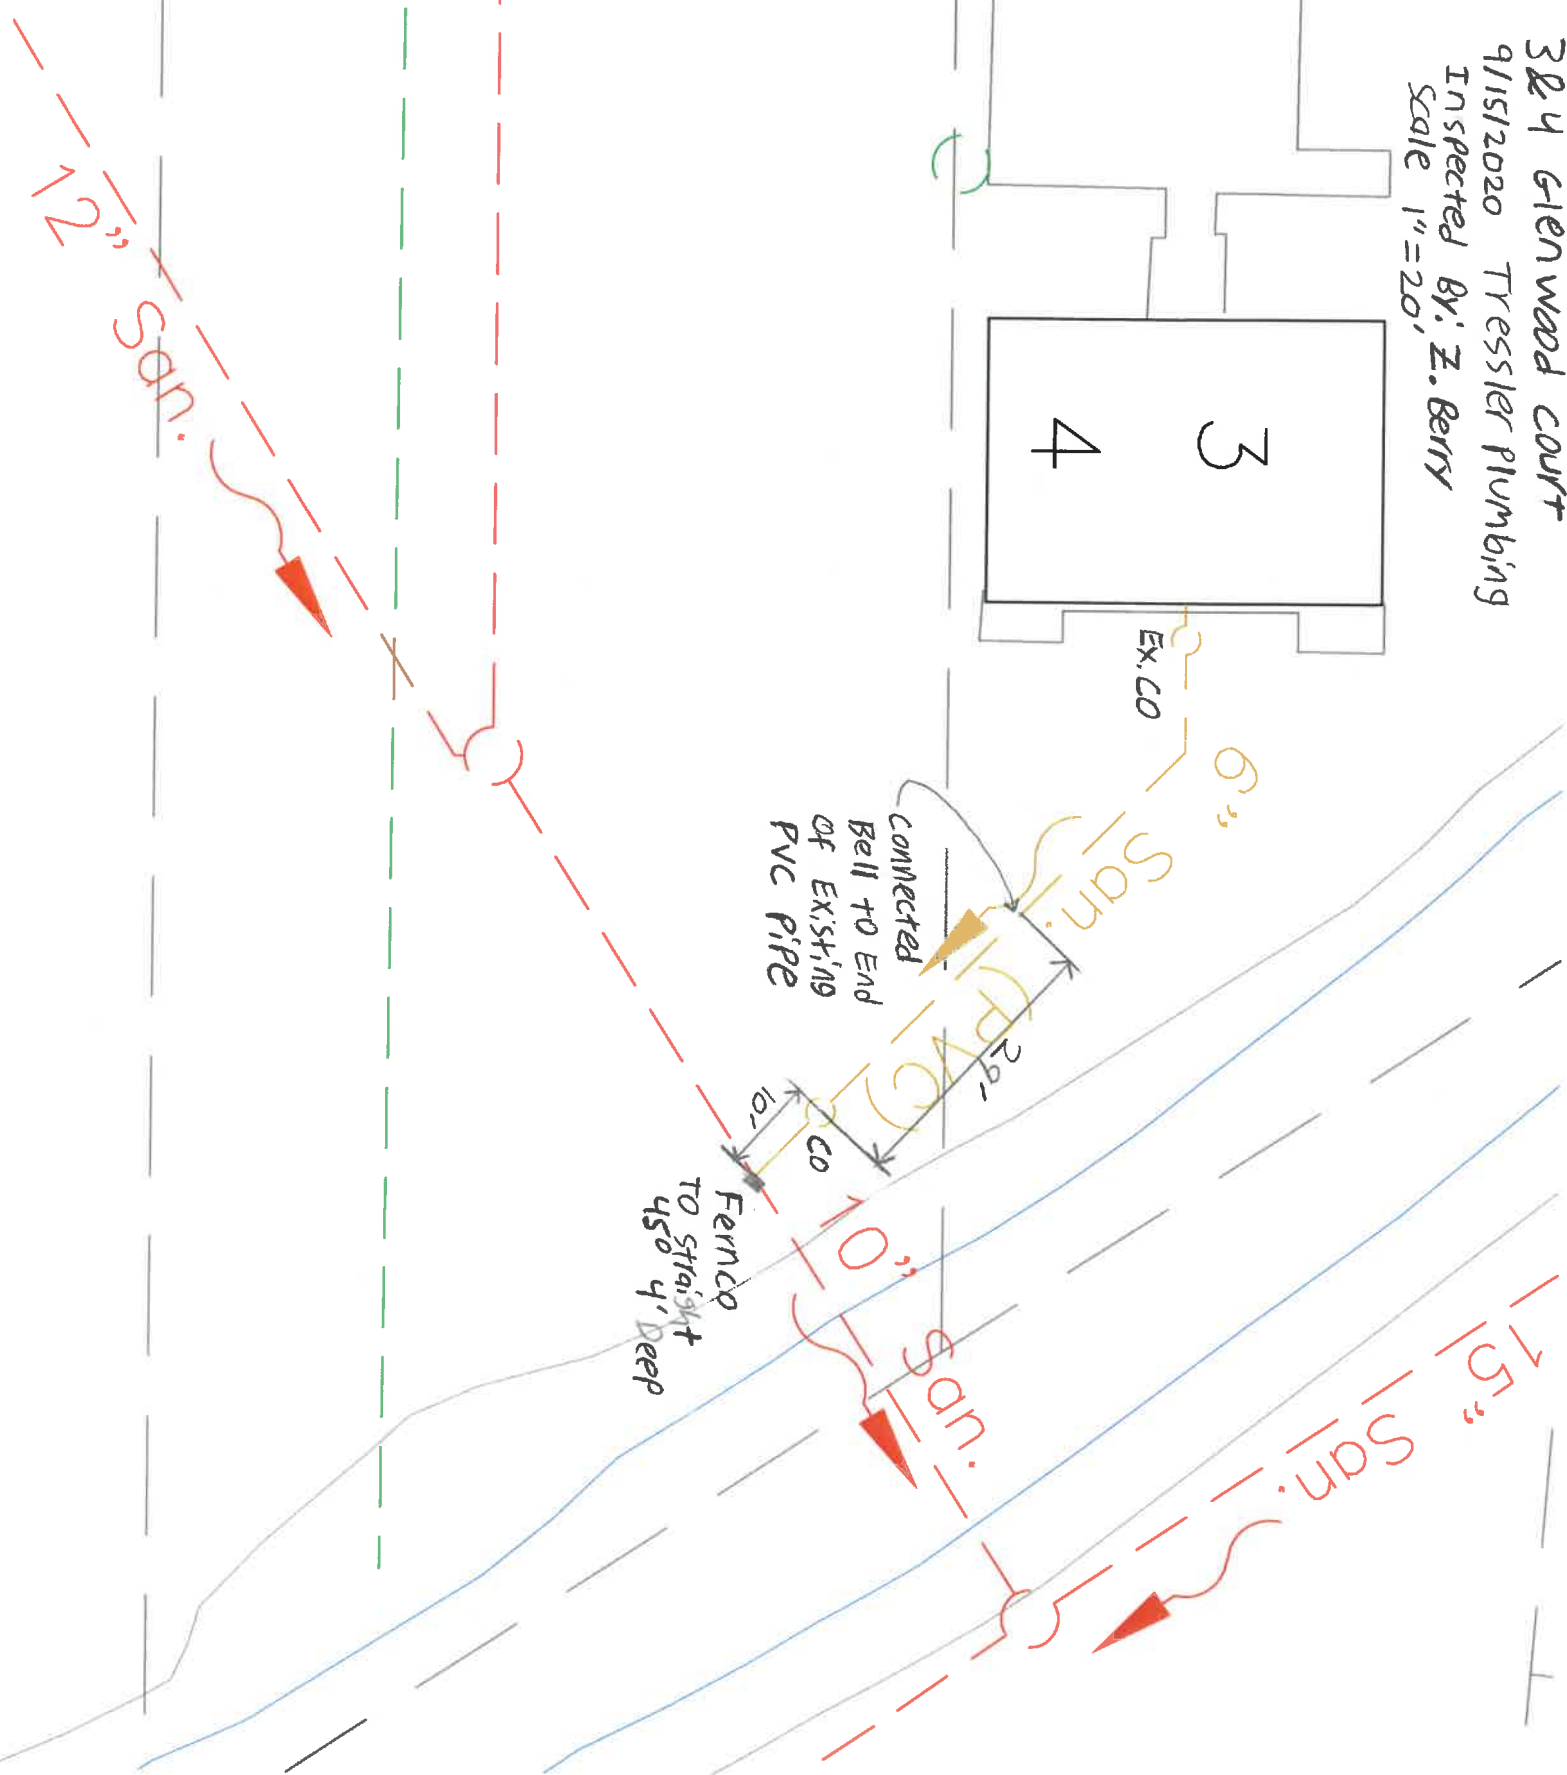 3&4 Glenwood Court
9/15/2020 Tressler Plumbing
Inspected By: Z. Berry
Scale 1"=20'
3
4
Ex. CO
6" San.
(PVC)
29'
Connected
Bell to End
of Existing
PVC Pipe
10'
CO
Fernco
To Straight
45° 4' Deep
12" San.
10" San.
15" San.